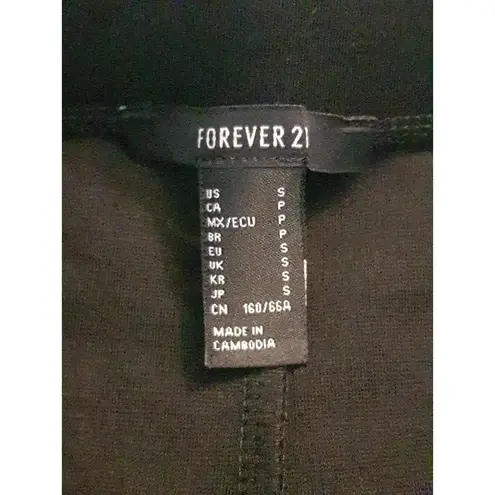 FOREVER 21
US S
CA P
MX/ECU P
BR P
EU S
UK S
KR S
JP S
CN 160/66A
MADE IN
CAMBODIA